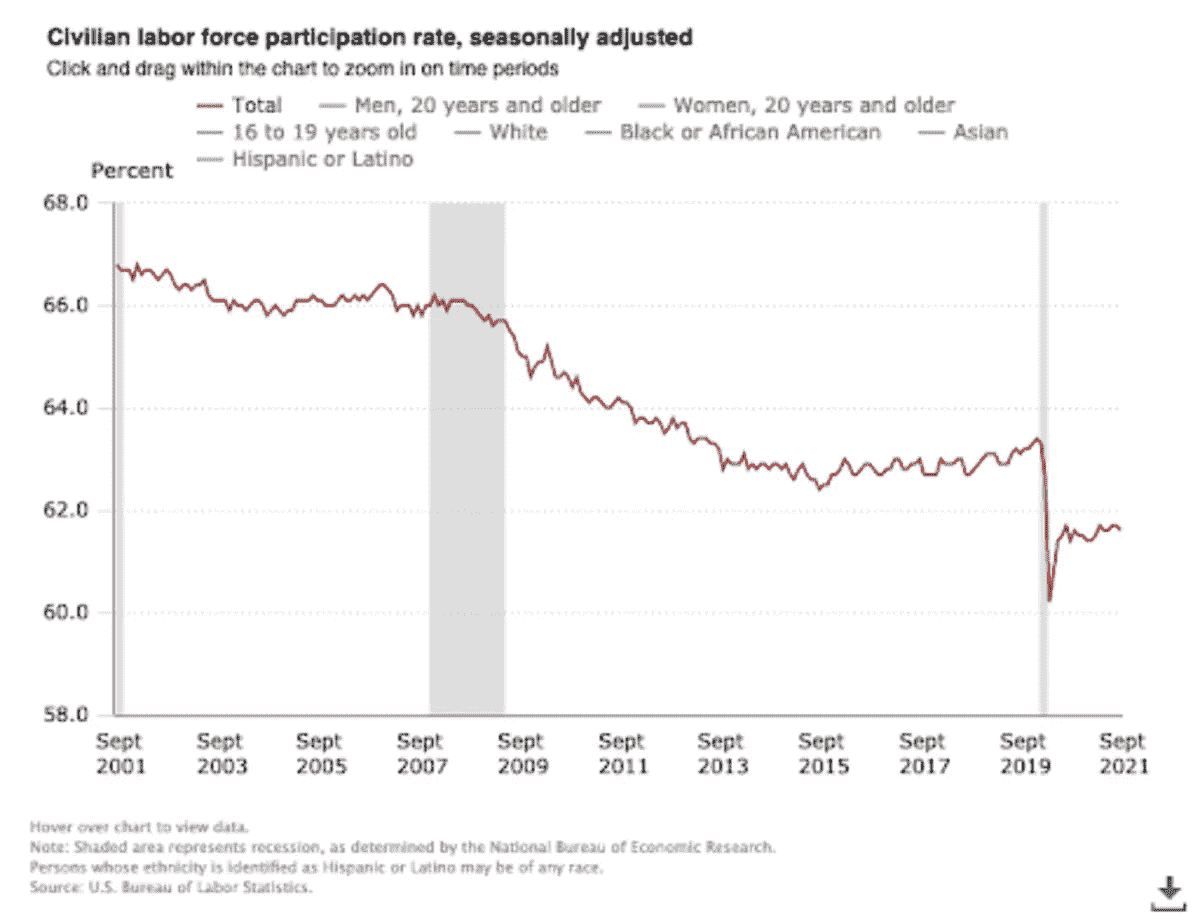 Civilian labor force participation rate, seasonally adjusted
Click and drag within the chart to zoom in on time periods
Total Men, 20 years and older Women, 20 years and older
16 to 19 years old White Black or African American Asian
Hispanic or Latino
Percent
68.0
66.0
64.0
62.0
60.0
58.0
Sept Sept Sept Sept Sept Sept Sept Sept Sept Sept Sept
2001 2003 2005 2007 2009 2011 2013 2015 2017 2019 2021
Hover over chart to view data.
Note: Shaded area represents recession, as determined by the National Bureau of Economic Research.
Persons whose ethnicity is identified as Hispanic or Latino may be of any race.
Source: U.S. Bureau of Labor Statistics.